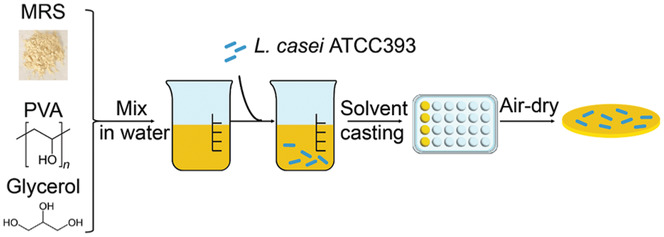 MRS
PVA
HO
n
Glycerol
OH
HO
OH
Mix
in water
L. casei ATCC393
Solvent
casting
Air-dry